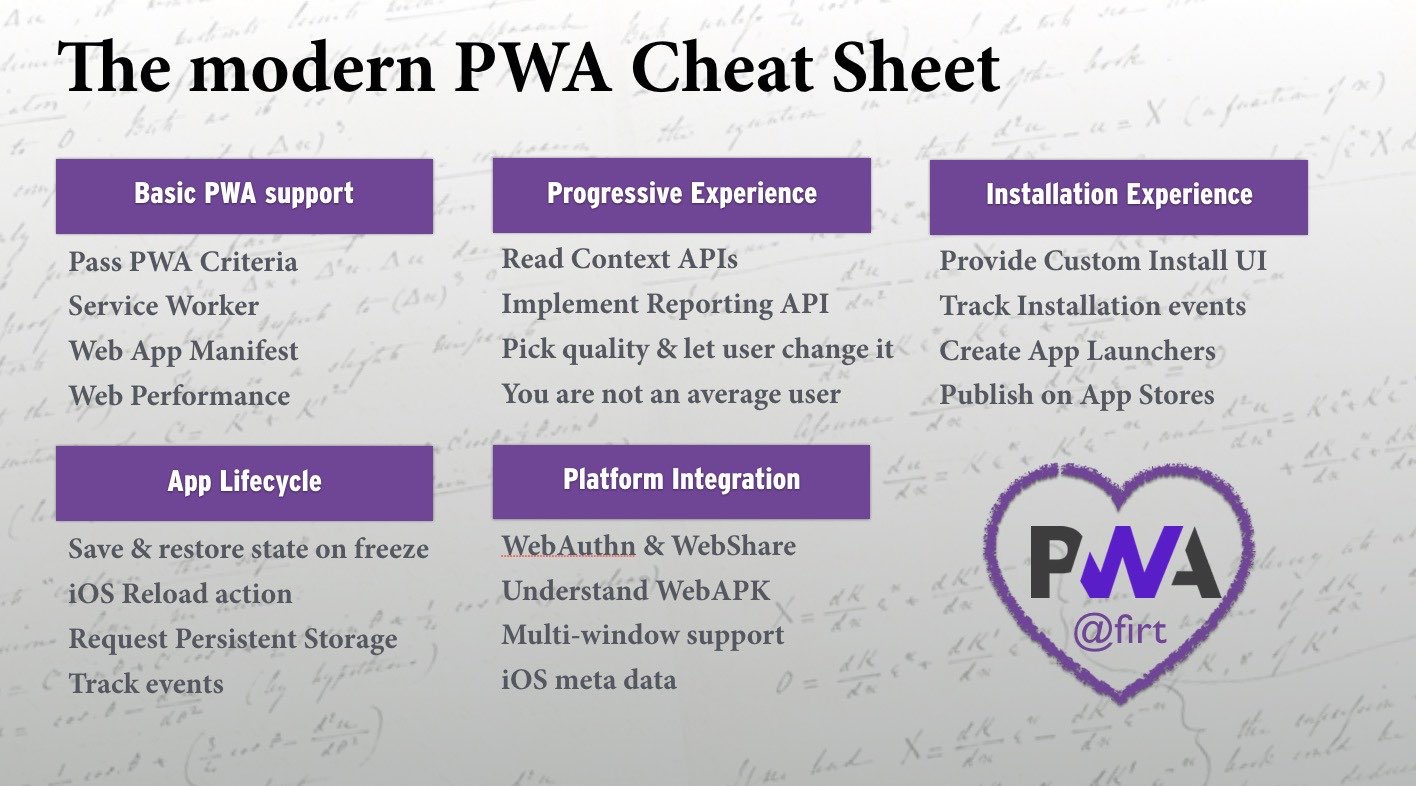 The modern PWA Cheat Sheet
Basic PWA support
Pass PWA Criteria
Service Worker
Web App Manifest
Web Performance
Progressive Experience
Read Context APIs
Implement Reporting API
Pick quality & let user change it
You are not an average user
Installation Experience
Provide Custom Install UI
Track Installation events
Create App Launchers
Publish on App Stores
App Lifecycle
Save & restore state on freeze
iOS Reload action
Request Persistent Storage
Track events
Platform Integration
WebAuthn & WebShare
Understand WebAPK
Multi-window support
iOS meta data
PWA
@firt